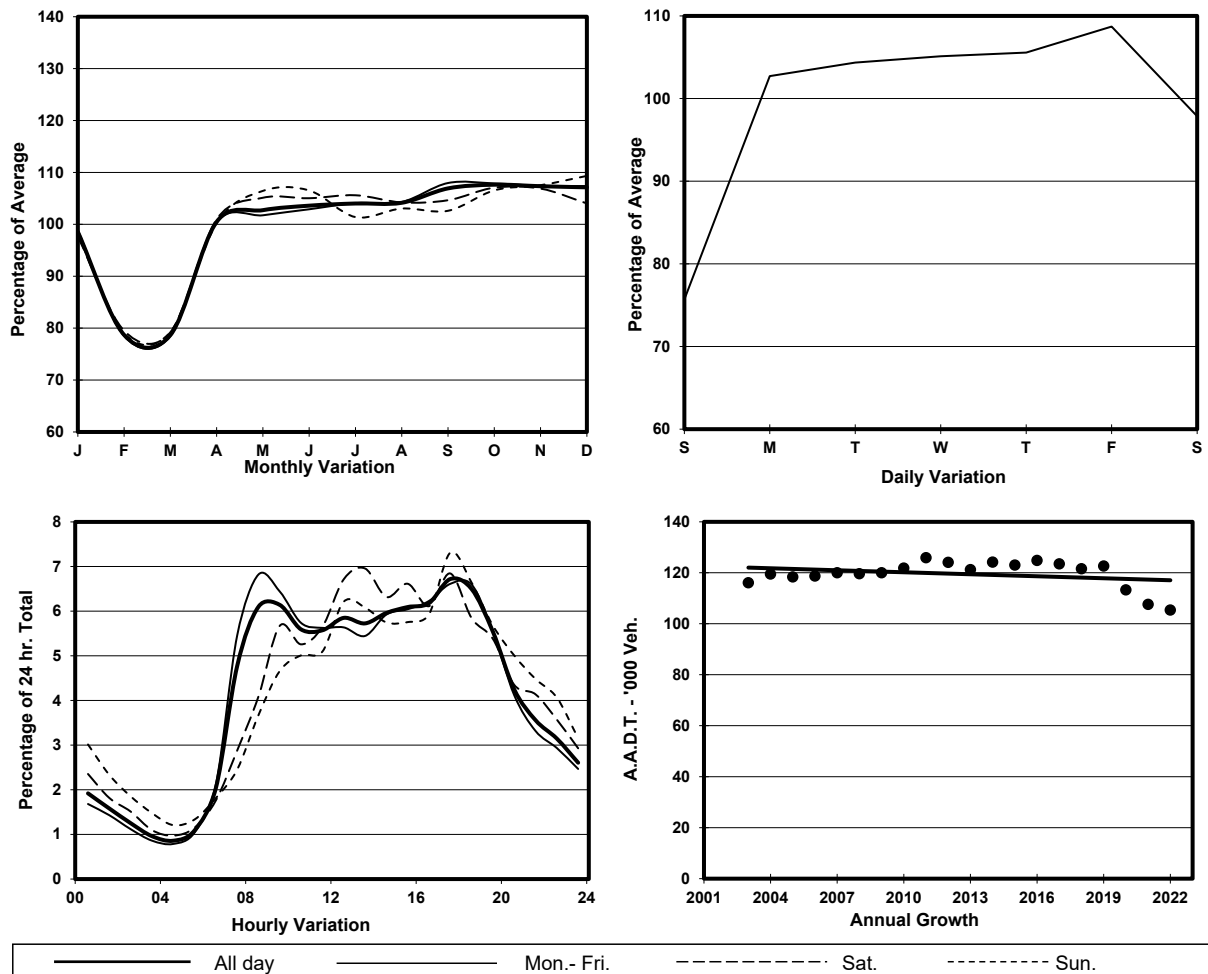 140
130
120
110
100
90
80
70
60
Percentage of Average
J F M A M J J A S O N D
Monthly Variation
110
100
90
80
70
60
Percentage of Average
S M T W T F S
Daily Variation
8
7
6
5
4
3
2
1
0
Percentage of 24 hr. Total
00 04 08 12 16 20 24
Hourly Variation
140
120
100
80
60
40
20
0
A.A.D.T. - '000 Veh.
2001 2004 2007 2010 2013 2016 2019 2022
Annual Growth
All day Mon.- Fri. Sat. Sun.